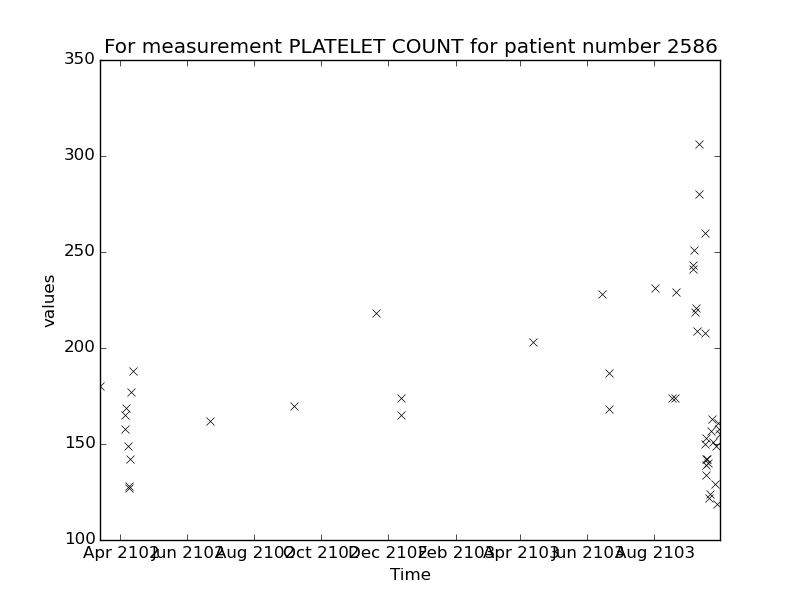 For measurement PLATELET COUNT for patient number 2586
350
300
250
200
150
100
values
Apr 2102 Jun 2102 Aug 2102 Oct 2102 Dec 2102 Feb 2103 Apr 2103 Jun 2103 Aug 2103
Time